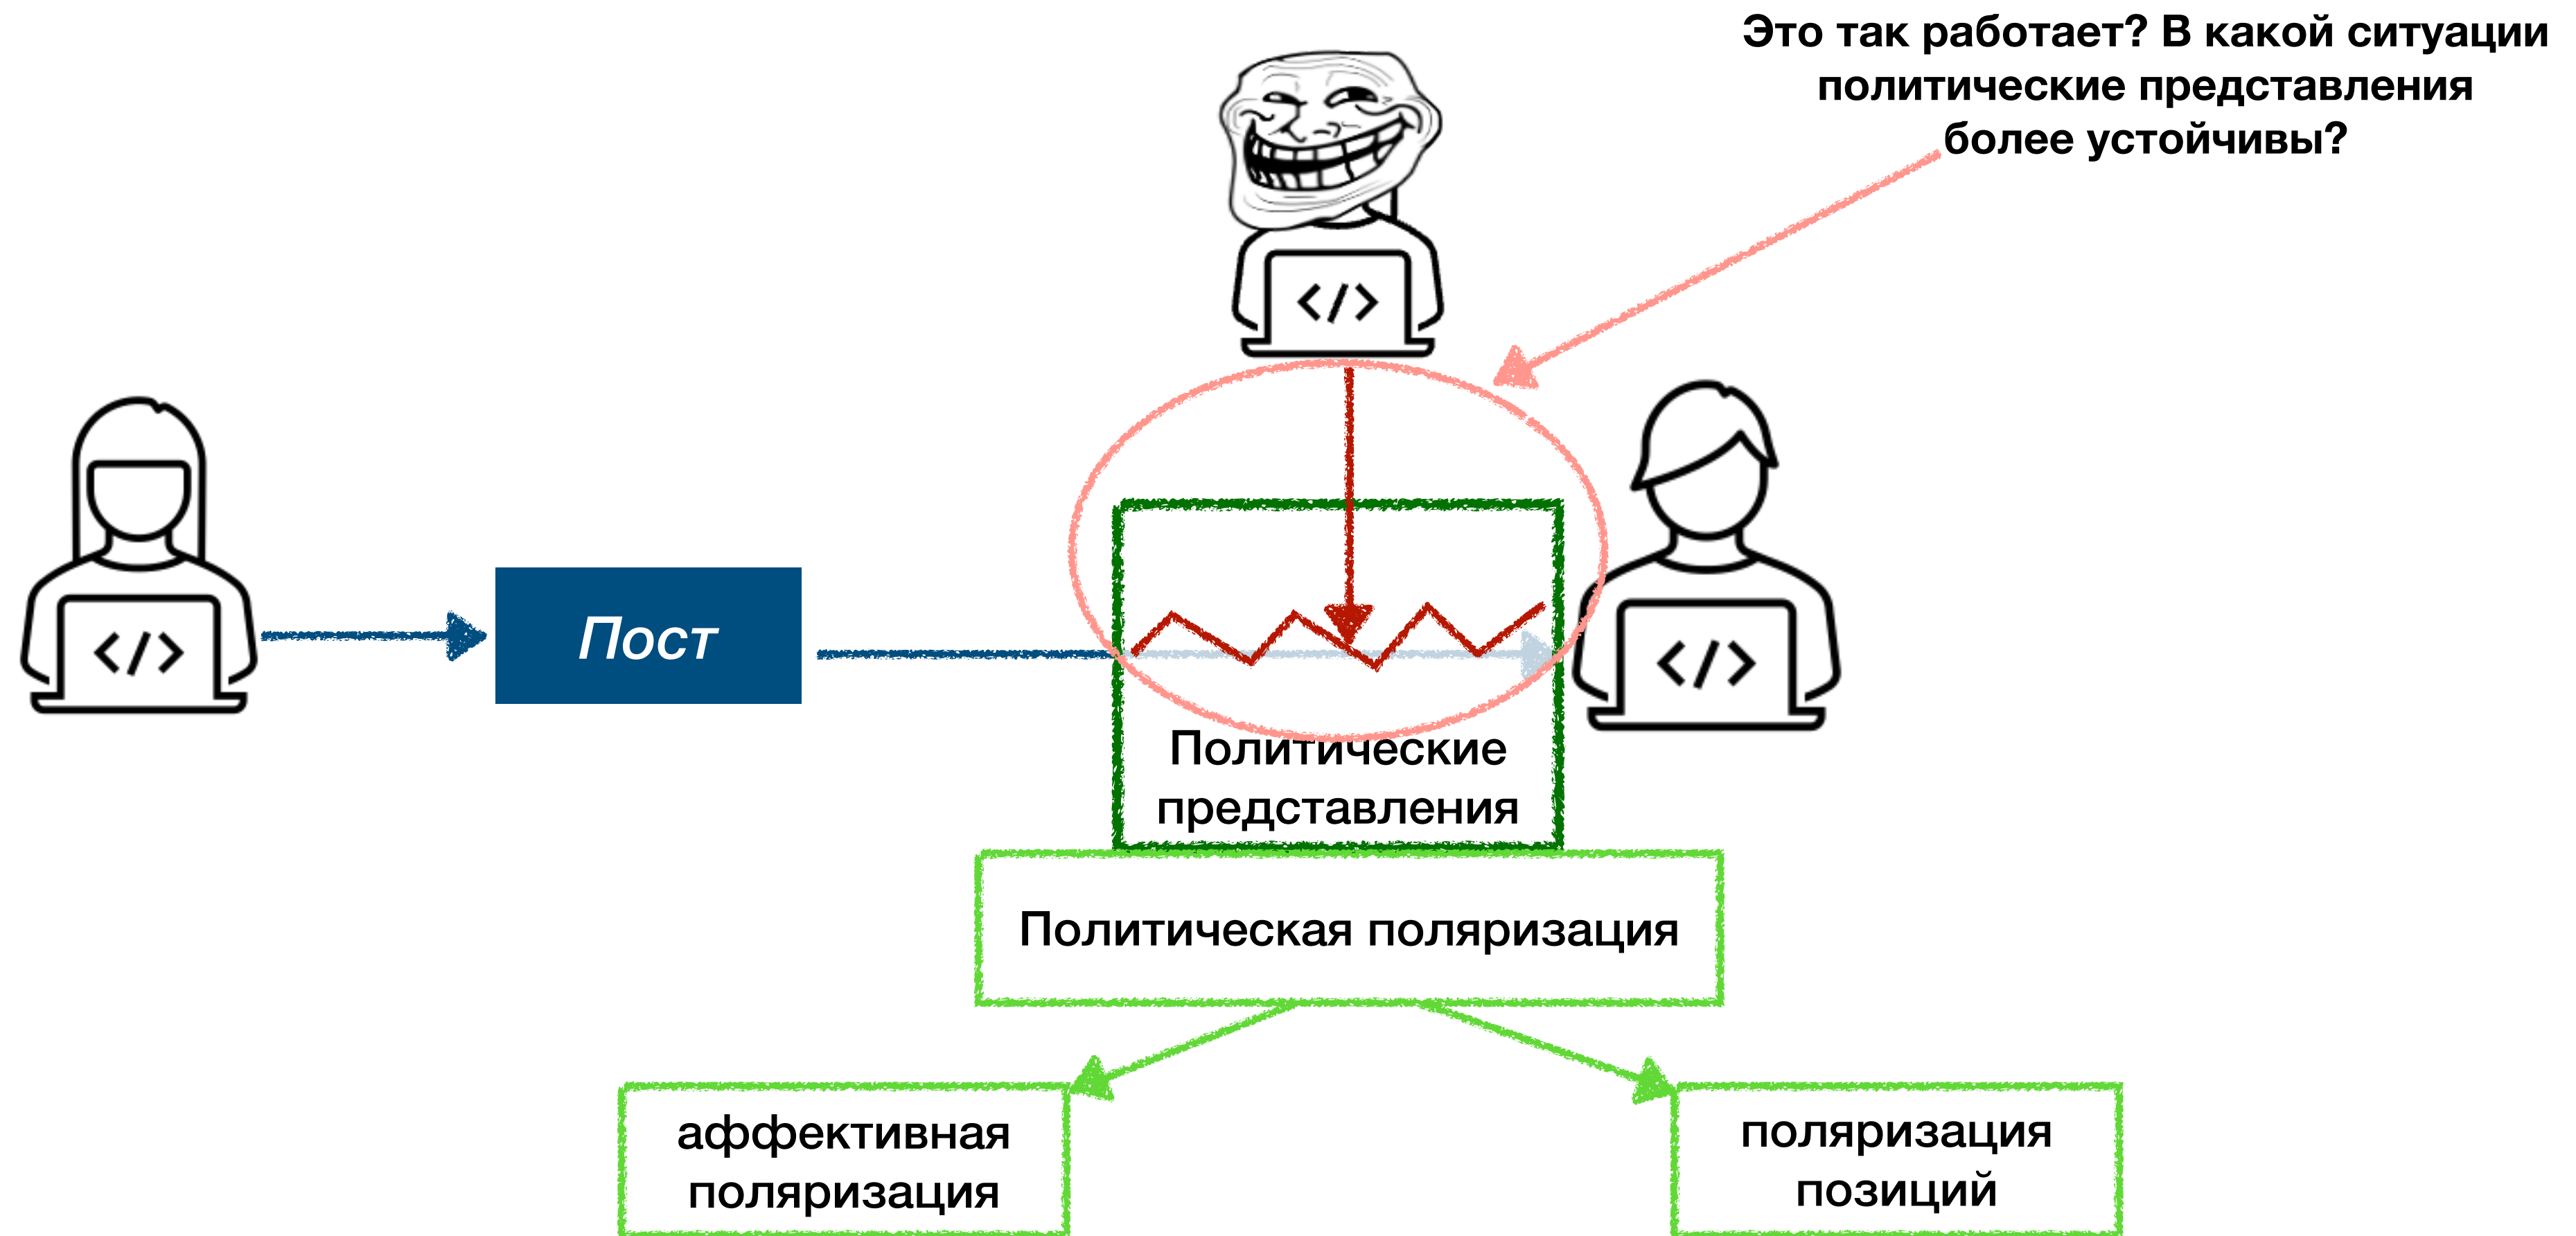 Это так работает? В какой ситуации
политические представления
более устойчивы?
</>
</>
</>
Пост
</>
Политические
представления
Политическая поляризация
аффективная
поляризация
поляризация
позиций